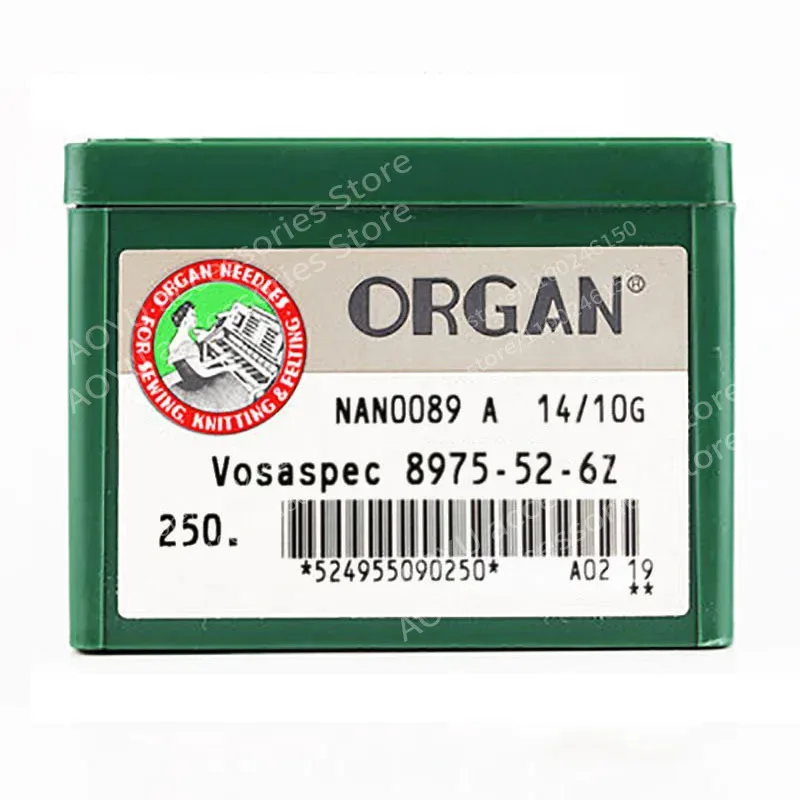 ORGAN NEEDLES · FOR SEWING, KNITTING & FELTING ·
ORGAN®
NAN0089 A 14/10G
Vosaspec 8975-52-6Z
250.
*524955090250* A02 19
**